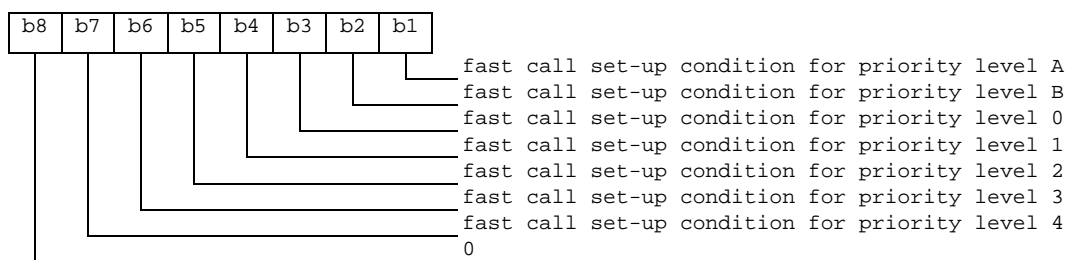 b8 b7 b6 b5 b4 b3 b2 b1
fast call set-up condition for priority level A
fast call set-up condition for priority level B
fast call set-up condition for priority level 0
fast call set-up condition for priority level 1
fast call set-up condition for priority level 2
fast call set-up condition for priority level 3
fast call set-up condition for priority level 4
0